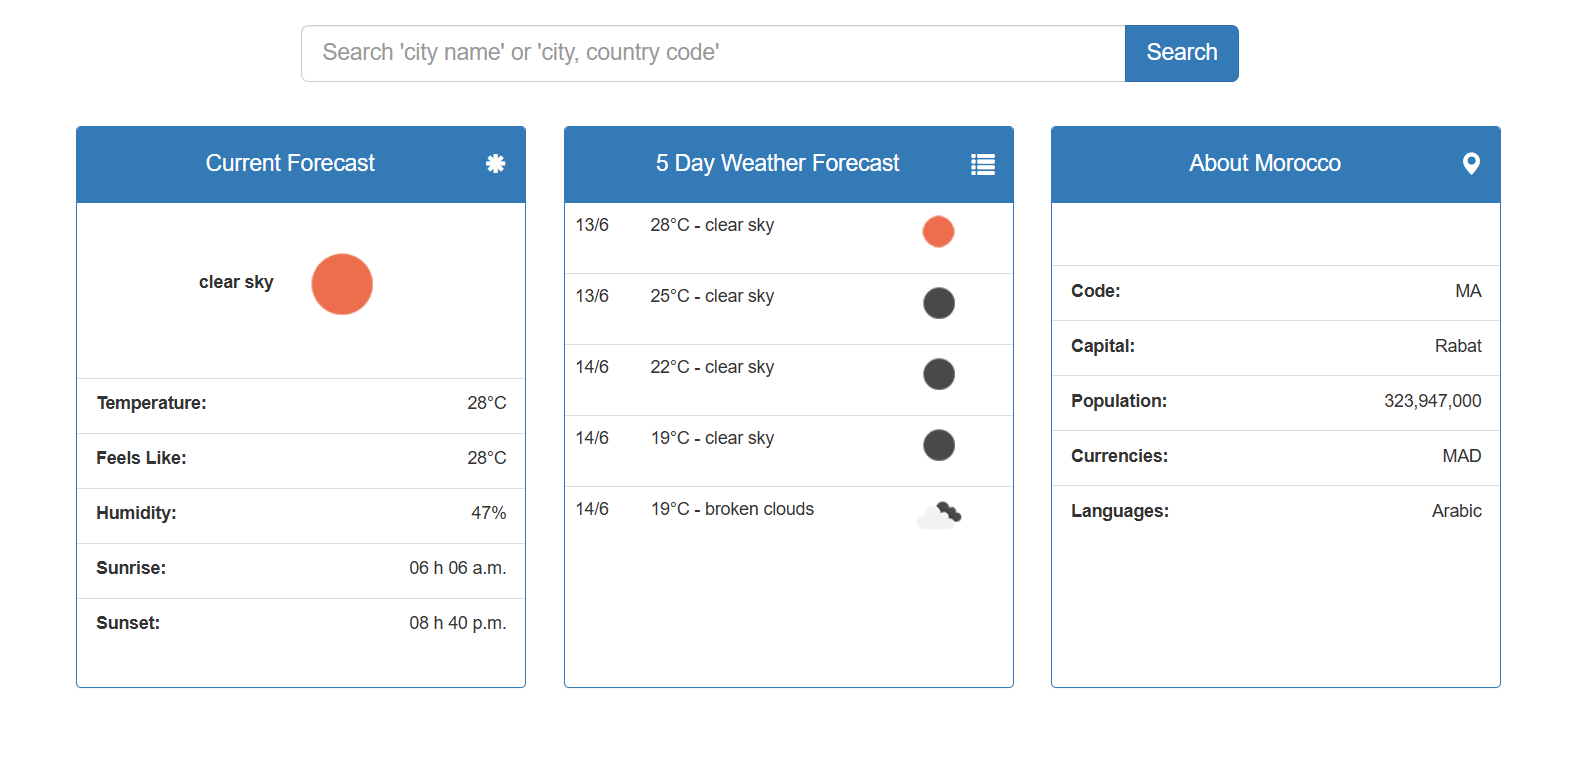 Search 'city name' or 'city, country code'
Search
Current Forecast
clear sky
Temperature: 28°C
Feels Like: 28°C
Humidity: 47%
Sunrise: 06 h 06 a.m.
Sunset: 08 h 40 p.m.
5 Day Weather Forecast
13/6 28°C - clear sky
13/6 25°C - clear sky
14/6 22°C - clear sky
14/6 19°C - clear sky
14/6 19°C - broken clouds
About Morocco
Code: MA
Capital: Rabat
Population: 323,947,000
Currencies: MAD
Languages: Arabic